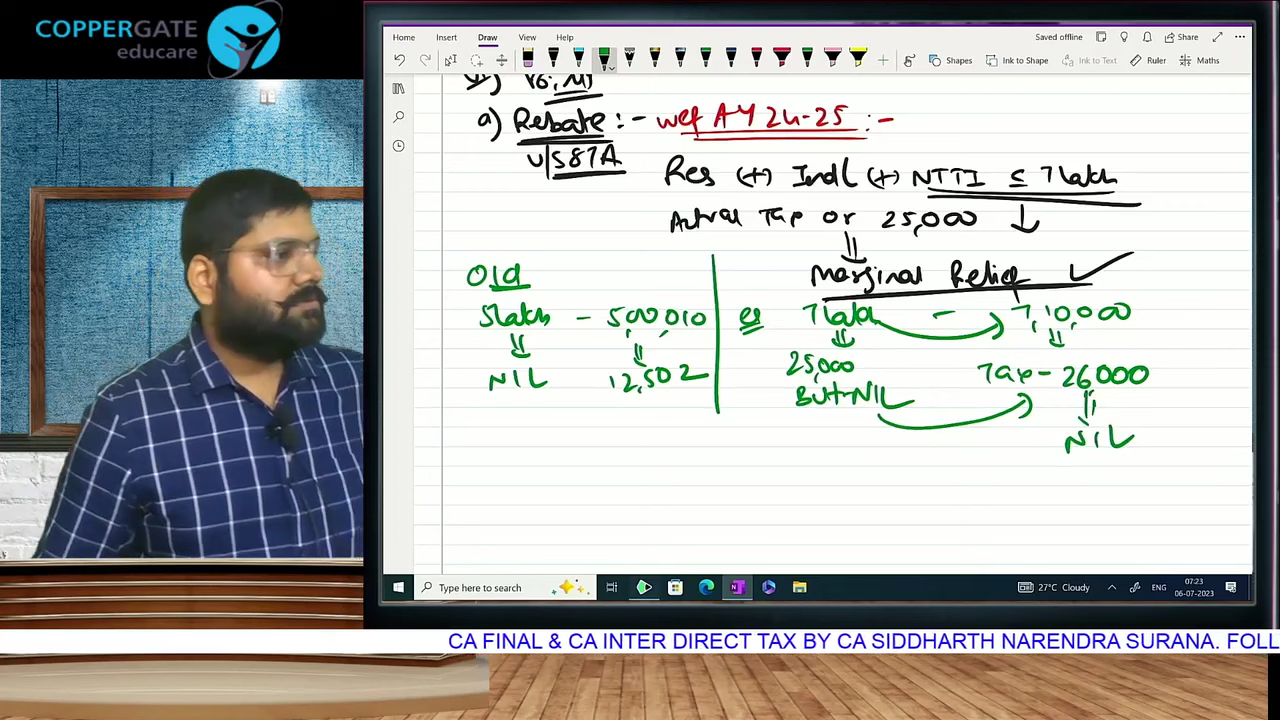 COPPERGATE
educare
Home Insert Draw View Help
Saved offline Share
Shapes Ink to Shape Ink to Text Ruler Maths
a) Rebate :- wef AY 24-25 :-
u/s 87A
Res (+) Indl (+) NTTI ≤ 7 lakh
Actual Tax or 25,000 ↓
Marginal Relief ✓
Old
5 lakh - 5,00,010
NIL 12,502
eg 7 lakh - 7,10,000
25,000 Tax - 26,000
But NIL NIL
Type here to search
27°C Cloudy ENG 07:23
06-07-2023
CA FINAL & CA INTER DIRECT TAX BY CA SIDDHARTH NARENDRA SURANA. FOLL